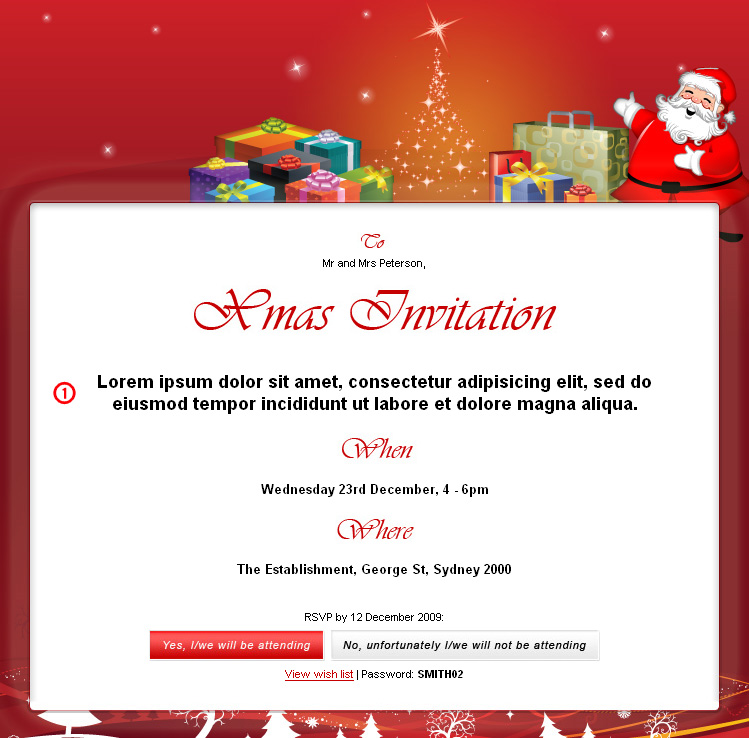 To
Mr and Mrs Peterson,
Xmas Invitation
1
Lorem ipsum dolor sit amet, consectetur adipisicing elit, sed do
eiusmod tempor incididunt ut labore et dolore magna aliqua.
When
Wednesday 23rd December, 4 - 6pm
Where
The Establishment, George St, Sydney 2000
RSVP by 12 December 2009:
Yes, I/we will be attending
No, unfortunately I/we will not be attending
View wish list | Password: SMITH02